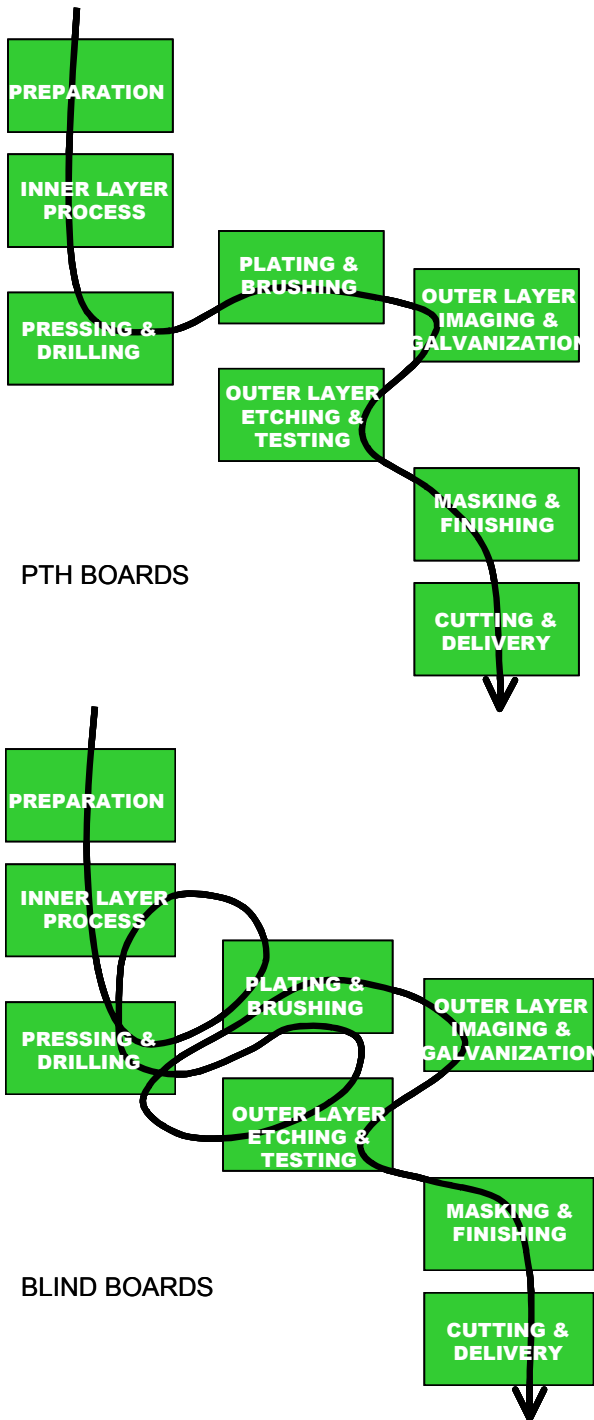 PREPARATION
INNER LAYER
PROCESS
PRESSING &
DRILLING
PLATING &
BRUSHING
OUTER LAYER
IMAGING &
GALVANIZATION
OUTER LAYER
ETCHING &
TESTING
MASKING &
FINISHING
CUTTING &
DELIVERY
PTH BOARDS
PREPARATION
INNER LAYER
PROCESS
PRESSING &
DRILLING
PLATING &
BRUSHING
OUTER LAYER
IMAGING &
GALVANIZATION
OUTER LAYER
ETCHING &
TESTING
MASKING &
FINISHING
CUTTING &
DELIVERY
BLIND BOARDS